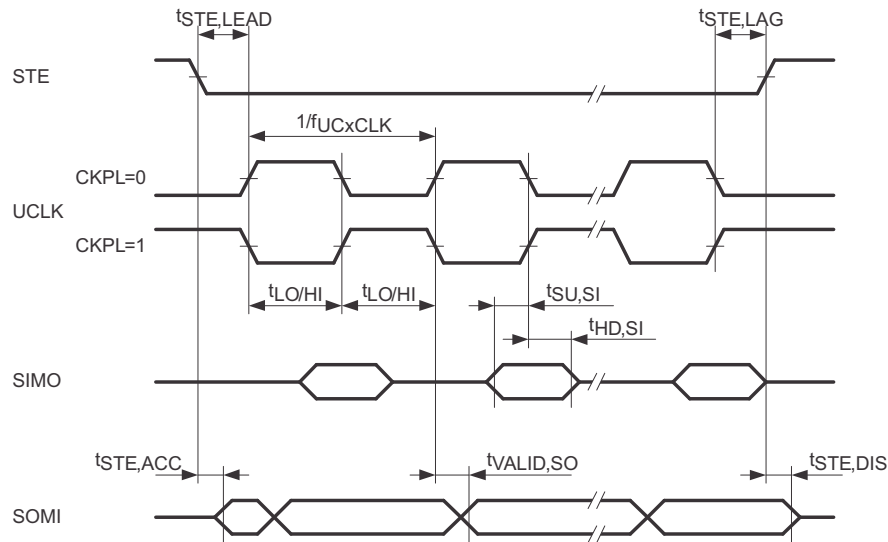 tSTE,LEAD
tSTE,LAG
STE
1/fUCxCLK
CKPL=0
UCLK
CKPL=1
tLO/HI
tLO/HI
tSU,SI
tHD,SI
SIMO
tSTE,ACC
tVALID,SO
tSTE,DIS
SOMI